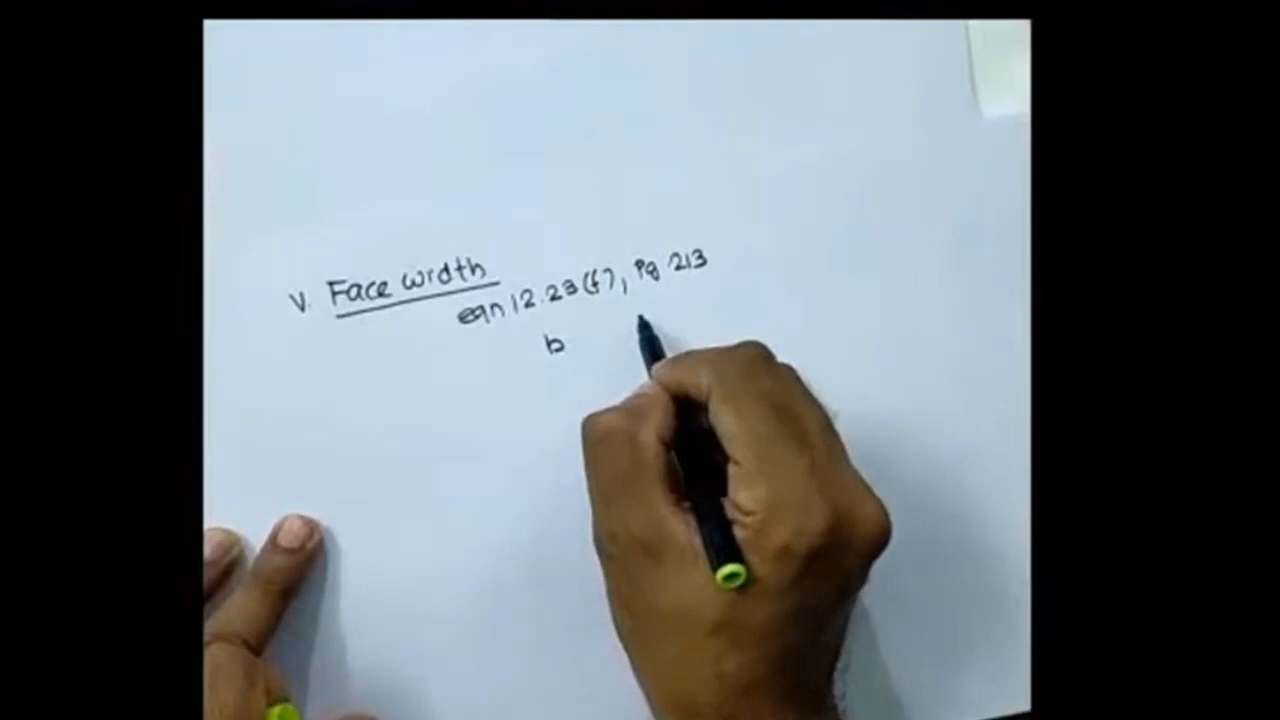 V. Face width
eqn 12.23 (f), Pg. 213
b